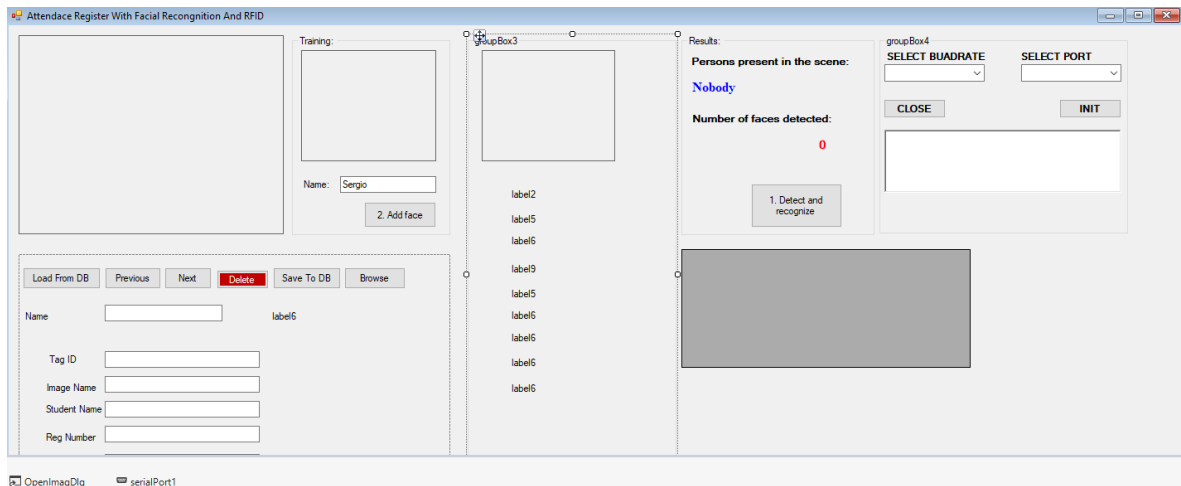 Attendace Register With Facial Recongnition And RFID
Training:
Name:
Sergio
2. Add face
groupBox3
label2
label5
label6
label9
label5
label6
label6
label6
label6
Results:
Persons present in the scene:
Nobody
Number of faces detected:
0
1. Detect and
recognize
groupBox4
SELECT BUADRATE
SELECT PORT
CLOSE
INIT
Load From DB
Previous
Next
Delete
Save To DB
Browse
Name
label6
Tag ID
Image Name
Student Name
Reg Number
OpenImagDlg
serialPort1